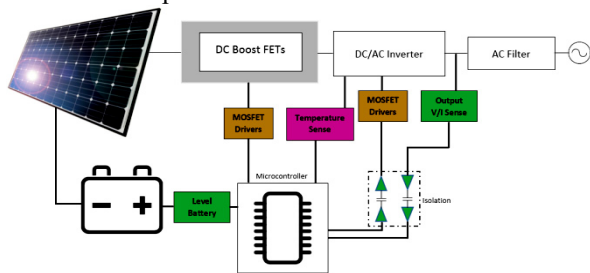 DC Boost FETs
DC/AC Inverter
AC Filter
MOSFET
Drivers
Temperature
Sense
MOSFET
Drivers
Output
V/I Sense
Microcontroller
Isolation
Level
Battery